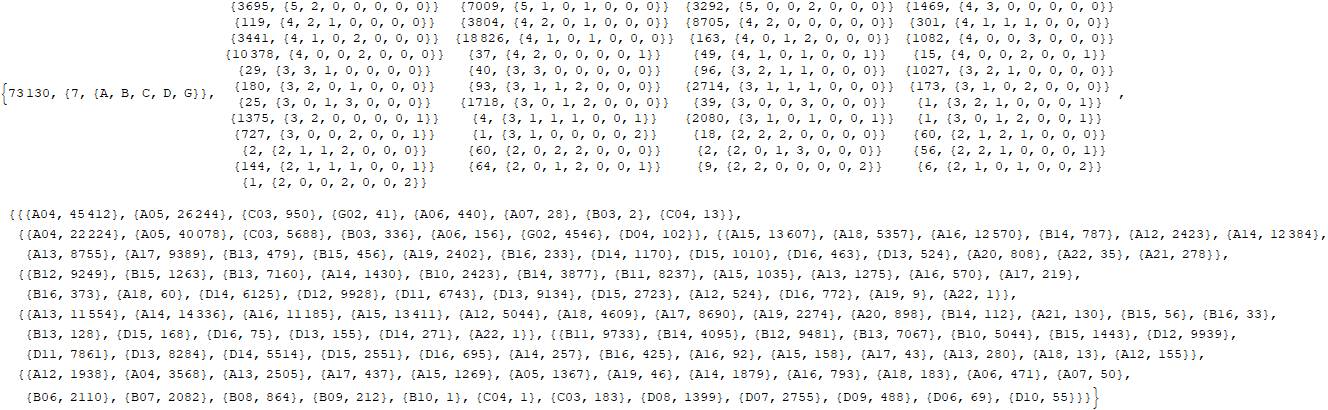 {3695, {5, 2, 0, 0, 0, 0, 0}} {7009, {5, 1, 0, 1, 0, 0, 0}} {3292, {5, 0, 0, 2, 0, 0, 0}} {1469, {4, 3, 0, 0, 0, 0, 0}}
{119, {4, 2, 1, 0, 0, 0, 0}} {3804, {4, 2, 0, 1, 0, 0, 0}} {8705, {4, 2, 0, 0, 0, 0, 0}} {301, {4, 1, 1, 1, 0, 0, 0}}
{3441, {4, 1, 0, 2, 0, 0, 0}} {18826, {4, 1, 0, 1, 0, 0, 0}} {163, {4, 0, 1, 2, 0, 0, 0}} {1082, {4, 0, 0, 3, 0, 0, 0}}
{10378, {4, 0, 0, 2, 0, 0, 0}} {37, {4, 2, 0, 0, 0, 0, 1}} {49, {4, 1, 0, 1, 0, 0, 1}} {15, {4, 0, 0, 2, 0, 0, 1}}
{29, {3, 3, 1, 0, 0, 0, 0}} {40, {3, 3, 0, 0, 0, 0, 0}} {96, {3, 2, 1, 1, 0, 0, 0}} {1027, {3, 2, 1, 0, 0, 0, 0}}
{73130, {7, {A, B, C, D, G}}, {180, {3, 2, 0, 1, 0, 0, 0}} {93, {3, 1, 1, 2, 0, 0, 0}} {2714, {3, 1, 1, 1, 0, 0, 0}} {173, {3, 1, 0, 2, 0, 0, 0}} ,
{25, {3, 0, 1, 3, 0, 0, 0}} {1718, {3, 0, 1, 2, 0, 0, 0}} {39, {3, 0, 0, 3, 0, 0, 0}} {1, {3, 2, 1, 0, 0, 0, 1}}
{1375, {3, 2, 0, 0, 0, 0, 1}} {4, {3, 1, 1, 1, 0, 0, 1}} {2080, {3, 1, 0, 1, 0, 0, 1}} {1, {3, 0, 1, 2, 0, 0, 1}}
{727, {3, 0, 0, 2, 0, 0, 1}} {1, {3, 1, 0, 0, 0, 0, 2}} {18, {2, 2, 2, 0, 0, 0, 0}} {60, {2, 1, 2, 1, 0, 0, 0}}
{2, {2, 1, 1, 2, 0, 0, 0}} {60, {2, 0, 2, 2, 0, 0, 0}} {2, {2, 0, 1, 3, 0, 0, 0}} {56, {2, 2, 1, 0, 0, 0, 1}}
{144, {2, 1, 1, 1, 0, 0, 1}} {64, {2, 0, 1, 2, 0, 0, 1}} {9, {2, 2, 0, 0, 0, 0, 2}} {6, {2, 1, 0, 1, 0, 0, 2}}
{1, {2, 0, 0, 2, 0, 0, 2}}
{{{A04, 45412}, {A05, 26244}, {C03, 950}, {G02, 41}, {A06, 440}, {A07, 28}, {B03, 2}, {C04, 13}},
{{A04, 22224}, {A05, 40078}, {C03, 5688}, {B03, 336}, {A06, 156}, {G02, 4546}, {D04, 102}}, {{A15, 13607}, {A18, 5357}, {A16, 12570}, {B14, 787}, {A12, 2423}, {A14, 12384},
{A13, 8755}, {A17, 9389}, {B13, 479}, {B15, 456}, {A19, 2402}, {B16, 233}, {D14, 1170}, {D15, 1010}, {D16, 463}, {D13, 524}, {A20, 808}, {A22, 35}, {A21, 278}},
{{B12, 9249}, {B15, 1263}, {B13, 7160}, {A14, 1430}, {B10, 2423}, {B14, 3877}, {B11, 8237}, {A15, 1035}, {A13, 1275}, {A16, 570}, {A17, 219},
{B16, 373}, {A18, 60}, {D14, 6125}, {D12, 9928}, {D11, 6743}, {D13, 9134}, {D15, 2723}, {A12, 524}, {D16, 772}, {A19, 9}, {A22, 1}},
{{A13, 11554}, {A14, 14336}, {A16, 11185}, {A15, 13411}, {A12, 5044}, {A18, 4609}, {A17, 8690}, {A19, 2274}, {A20, 898}, {B14, 112}, {A21, 130}, {B15, 56}, {B16, 33},
{B13, 128}, {D15, 168}, {D16, 75}, {D13, 155}, {D14, 271}, {A22, 1}}, {{B11, 9733}, {B14, 4095}, {B12, 9481}, {B13, 7067}, {B10, 5044}, {B15, 1443}, {D12, 9939},
{D11, 7861}, {D13, 8284}, {D14, 5514}, {D15, 2551}, {D16, 695}, {A14, 257}, {B16, 425}, {A16, 92}, {A15, 158}, {A17, 43}, {A13, 280}, {A18, 13}, {A12, 155}},
{{A12, 1938}, {A04, 3568}, {A13, 2505}, {A17, 437}, {A15, 1269}, {A05, 1367}, {A19, 46}, {A14, 1879}, {A16, 793}, {A18, 183}, {A06, 471}, {A07, 50},
{B06, 2110}, {B07, 2082}, {B08, 864}, {B09, 212}, {B10, 1}, {C04, 1}, {C03, 183}, {D08, 1399}, {D07, 2755}, {D09, 488}, {D06, 69}, {D10, 55}}}}